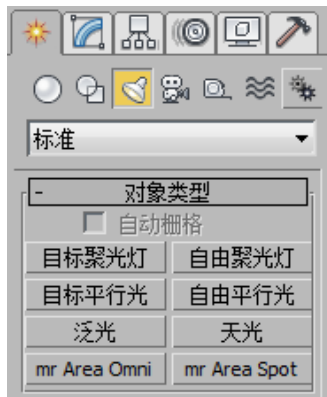 标准
- 对象类型
自动栅格
目标聚光灯 自由聚光灯
目标平行光 自由平行光
泛光 天光
mr Area Omni mr Area Spot